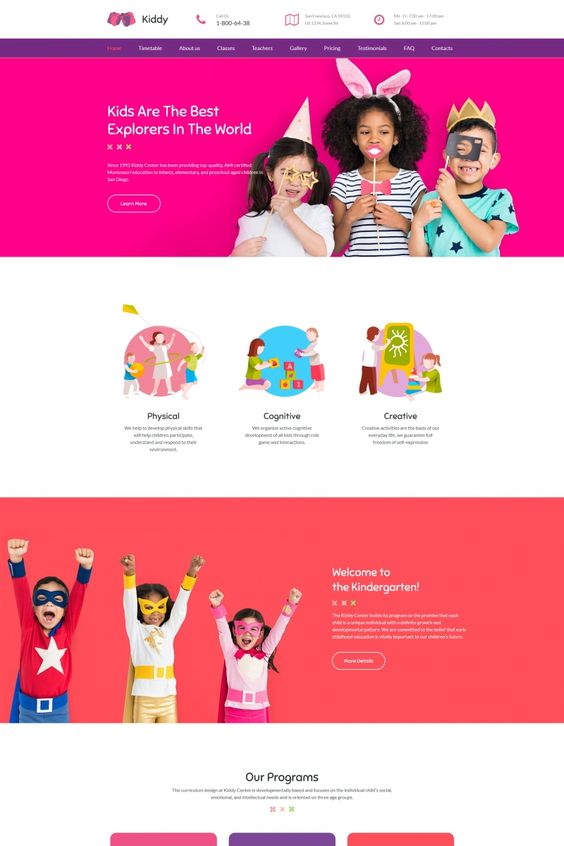 Kiddy
Call Us
1-800-64-38
San Francisco, CA 94102,
US 1234, Some Str
Mn - Fr: 7:30 am - 17:00 pm
Sat: 8:00 am - 13:00 pm
Home Timetable About us Classes Teachers Gallery Pricing Testimonials FAQ Contacts
Kids Are The Best
Explorers In The World
Since 1992 Kiddy Center has been providing top quality, AMI certified
Montessori education to infants, elementary, and preschool aged children in
San Diego.
Learn More
A
1
Physical
We help to develop physical skills that
will help children participate,
understand and respond to their
environment.
Cognitive
We organize active cognitive
development of all kids through role
game and interactions.
Creative
Creative activities are the basis of our
everyday life, we guarantee full
freedom of self-expression
Welcome to
the Kindergarten!
The Kiddy Center builds its program on the premise that each
child is a unique individual with a definite growth and
developmental pattern. We are committed to the belief that early
childhood education is vitally important to our children's future.
More Details
Our Programs
The curriculum design at Kiddy Center is developmentally based and focuses on the individual child's social,
emotional, and intellectual needs and is oriented on three age groups.